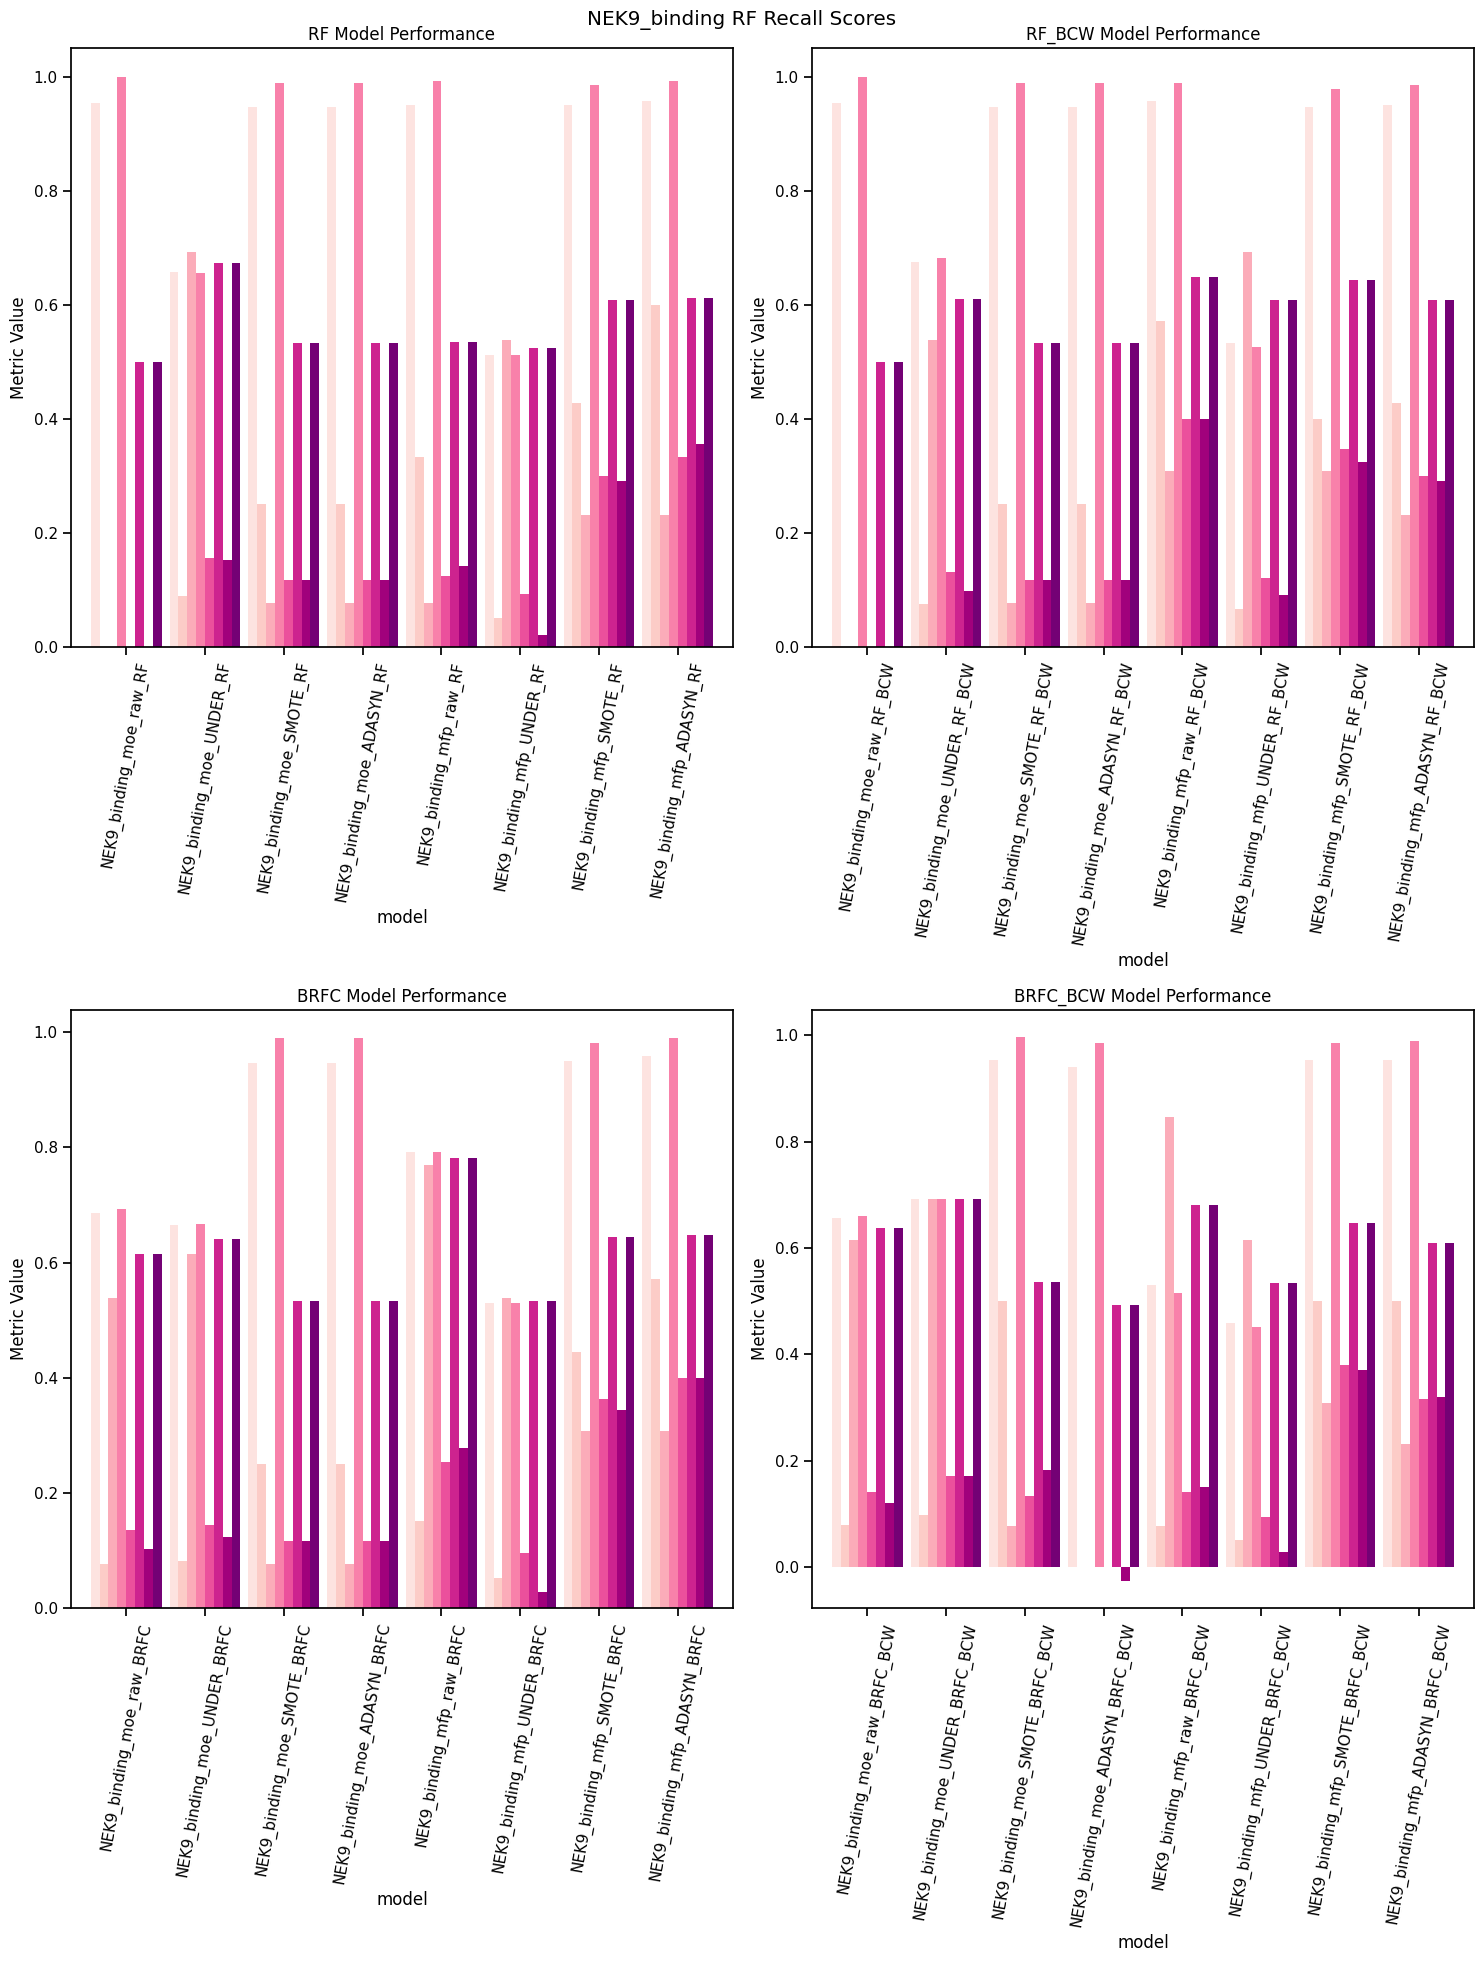 NEK9_binding RF Recall Scores
RF Model Performance
Metric Value
1.0
0.8
0.6
0.4
0.2
0.0
NEK9_binding_moe_raw_RF
NEK9_binding_moe_UNDER_RF
NEK9_binding_moe_SMOTE_RF
NEK9_binding_moe_ADASYN_RF
NEK9_binding_mfp_raw_RF
NEK9_binding_mfp_UNDER_RF
NEK9_binding_mfp_SMOTE_RF
NEK9_binding_mfp_ADASYN_RF
model
RF_BCW Model Performance
Metric Value
1.0
0.8
0.6
0.4
0.2
0.0
NEK9_binding_moe_raw_RF_BCW
NEK9_binding_moe_UNDER_RF_BCW
NEK9_binding_moe_SMOTE_RF_BCW
NEK9_binding_moe_ADASYN_RF_BCW
NEK9_binding_mfp_raw_RF_BCW
NEK9_binding_mfp_UNDER_RF_BCW
NEK9_binding_mfp_SMOTE_RF_BCW
NEK9_binding_mfp_ADASYN_RF_BCW
model
BRFC Model Performance
Metric Value
1.0
0.8
0.6
0.4
0.2
0.0
NEK9_binding_moe_raw_BRFC
NEK9_binding_moe_UNDER_BRFC
NEK9_binding_moe_SMOTE_BRFC
NEK9_binding_moe_ADASYN_BRFC
NEK9_binding_mfp_raw_BRFC
NEK9_binding_mfp_UNDER_BRFC
NEK9_binding_mfp_SMOTE_BRFC
NEK9_binding_mfp_ADASYN_BRFC
model
BRFC_BCW Model Performance
Metric Value
1.0
0.8
0.6
0.4
0.2
0.0
NEK9_binding_moe_raw_BRFC_BCW
NEK9_binding_moe_UNDER_BRFC_BCW
NEK9_binding_moe_SMOTE_BRFC_BCW
NEK9_binding_moe_ADASYN_BRFC_BCW
NEK9_binding_mfp_raw_BRFC_BCW
NEK9_binding_mfp_UNDER_BRFC_BCW
NEK9_binding_mfp_SMOTE_BRFC_BCW
NEK9_binding_mfp_ADASYN_BRFC_BCW
model